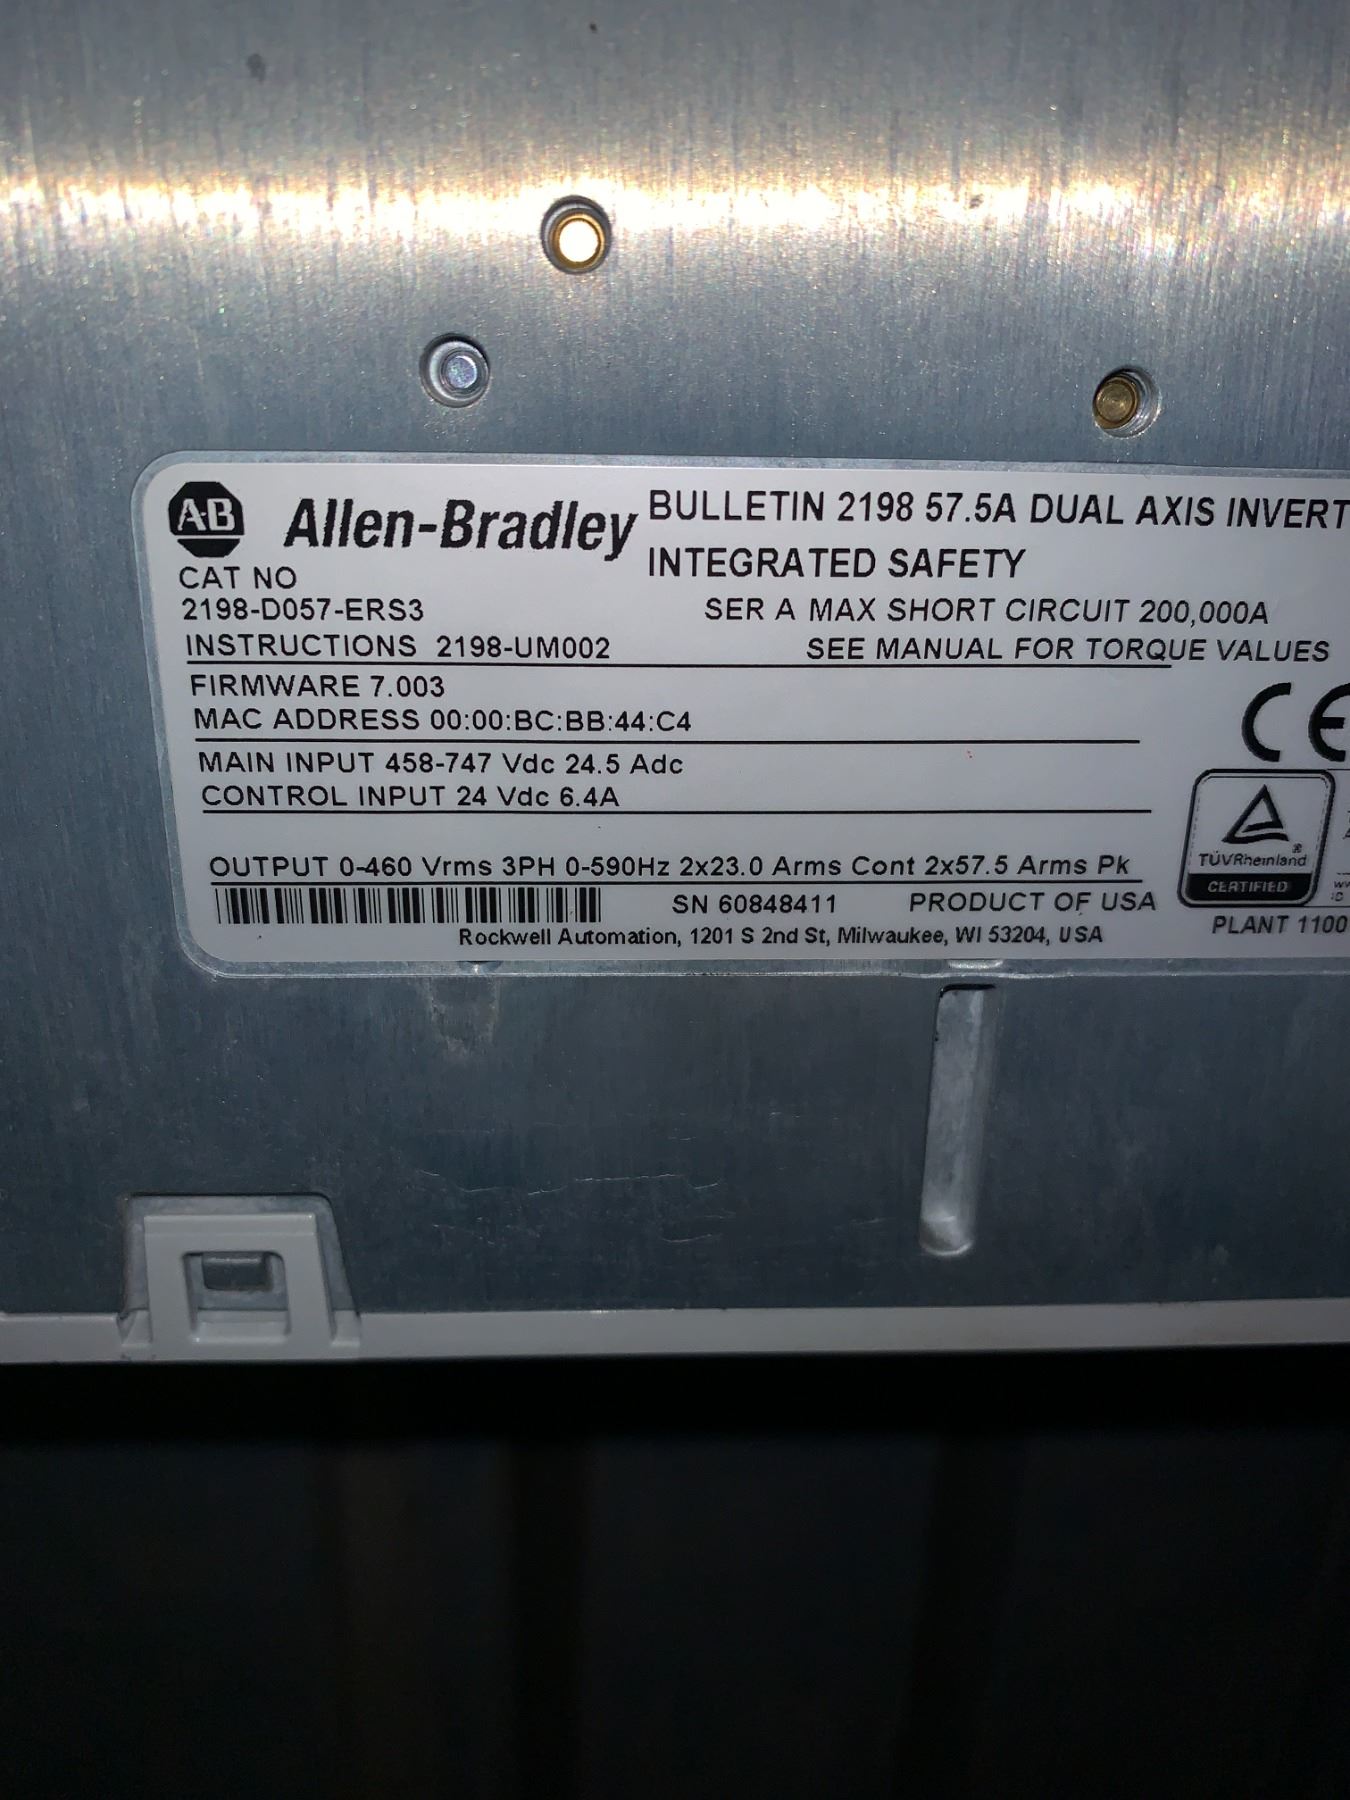 A-B
Allen-Bradley
BULLETIN 2198 57.5A DUAL AXIS INVERT
INTEGRATED SAFETY
CAT NO
2198-D057-ERS3
SER A MAX SHORT CIRCUIT 200,000A
INSTRUCTIONS 2198-UM002
SEE MANUAL FOR TORQUE VALUES
FIRMWARE 7.003
MAC ADDRESS 00:00:BC:BB:44:C4
CE
MAIN INPUT 458-747 Vdc 24.5 Adc
CONTROL INPUT 24 Vdc 6.4A
TÜVRheinland®
CERTIFIED
OUTPUT 0-460 Vrms 3PH 0-590Hz 2x23.0 Arms Cont 2x57.5 Arms Pk
SN 60848411
PRODUCT OF USA
PLANT 1100
Rockwell Automation, 1201 S 2nd St, Milwaukee, WI 53204, USA